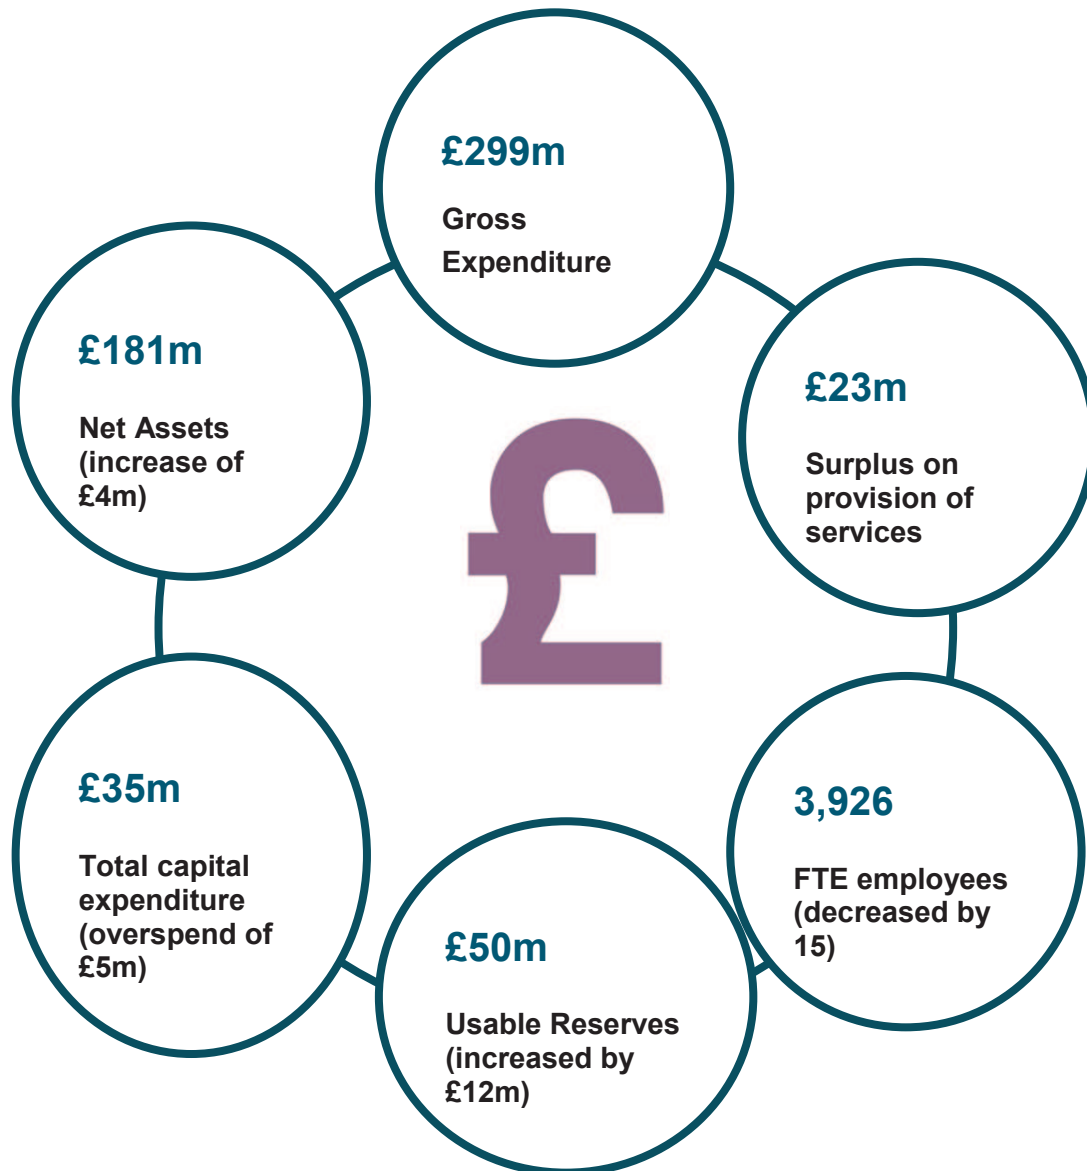 £299m
Gross
Expenditure
£181m
Net Assets
(increase of
£4m)
£23m
Surplus on
provision of
services
£
£35m
Total capital
expenditure
(overspend of
£5m)
3,926
FTE employees
(decreased by
15)
£50m
Usable Reserves
(increased by
£12m)